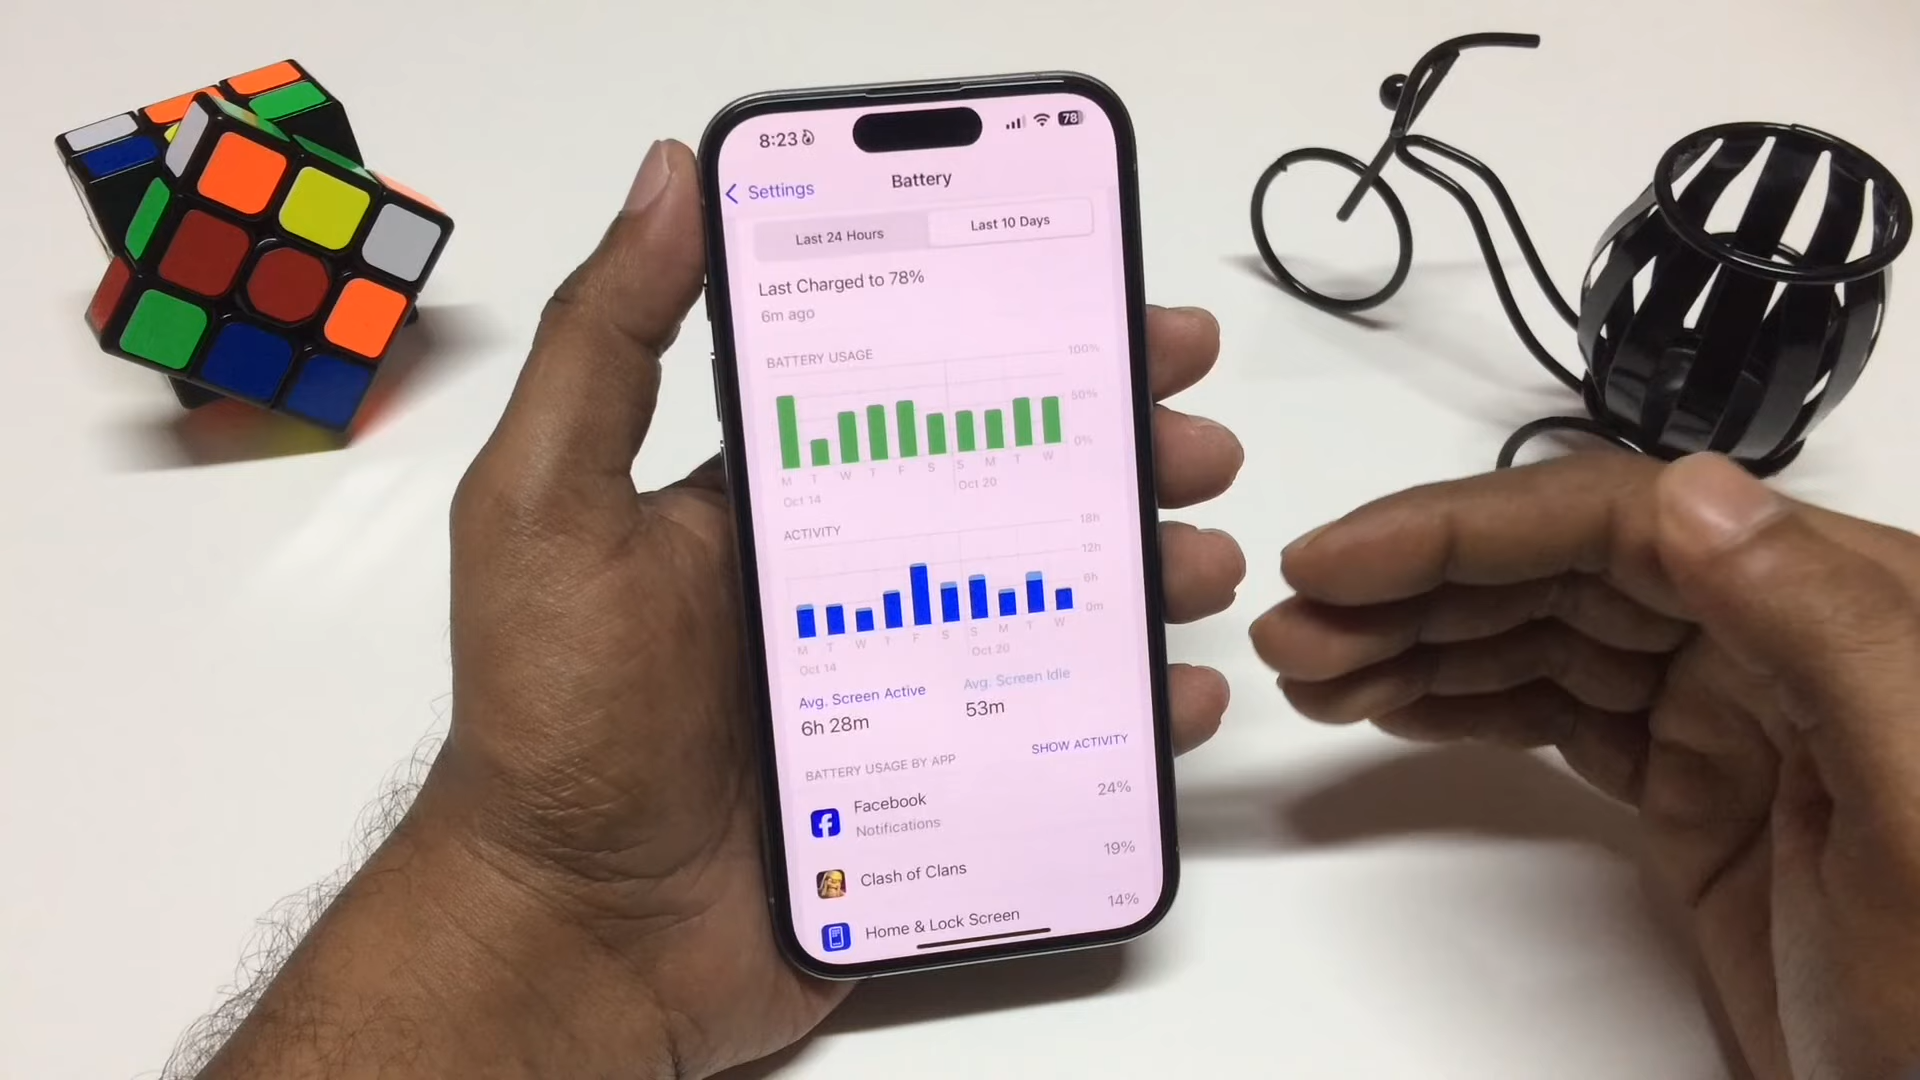 8:23
78
Settings
Battery
Last 24 Hours
Last 10 Days
Last Charged to 78%
6m ago
BATTERY USAGE
100%
50%
0%
M T W T F S S M T W
Oct 14
Oct 20
ACTIVITY
18h
12h
6h
0m
M T W T F S S M T W
Oct 14
Oct 20
Avg. Screen Active
Avg. Screen Idle
6h 28m
53m
BATTERY USAGE BY APP
SHOW ACTIVITY
Facebook
24%
Notifications
Clash of Clans
19%
Home & Lock Screen
14%